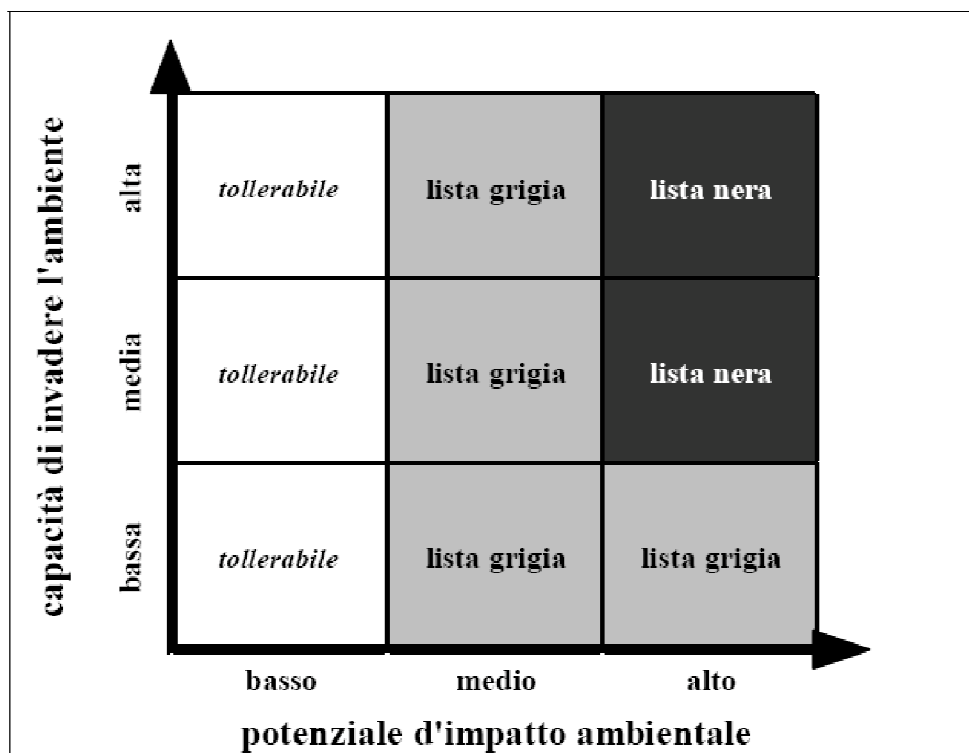 capacità di invadere l'ambiente
alta
tollerabile
lista grigia
lista nera
media
tollerabile
lista grigia
lista nera
bassa
tollerabile
lista grigia
lista grigia
basso
medio
alto
potenziale d'impatto ambientale